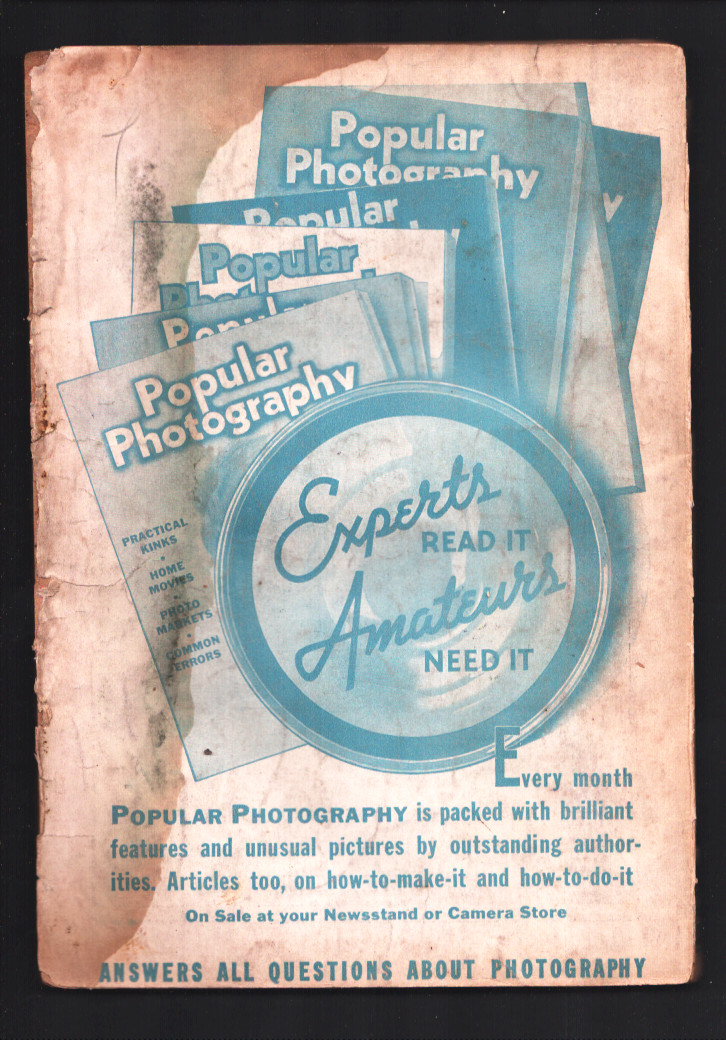 Popular
Photography
y
Popular
Popular
Popular
Photography
PRACTICAL
KINKS
HOME
MOVIES
PHOTO
MARKETS
COMMON
ERRORS
Experts
READ IT
Amateurs
NEED IT
Every month
POPULAR PHOTOGRAPHY is packed with brilliant
features and unusual pictures by outstanding author-
ities. Articles too, on how-to-make-it and how-to-do-it
On Sale at your Newsstand or Camera Store
ANSWERS ALL QUESTIONS ABOUT PHOTOGRAPHY